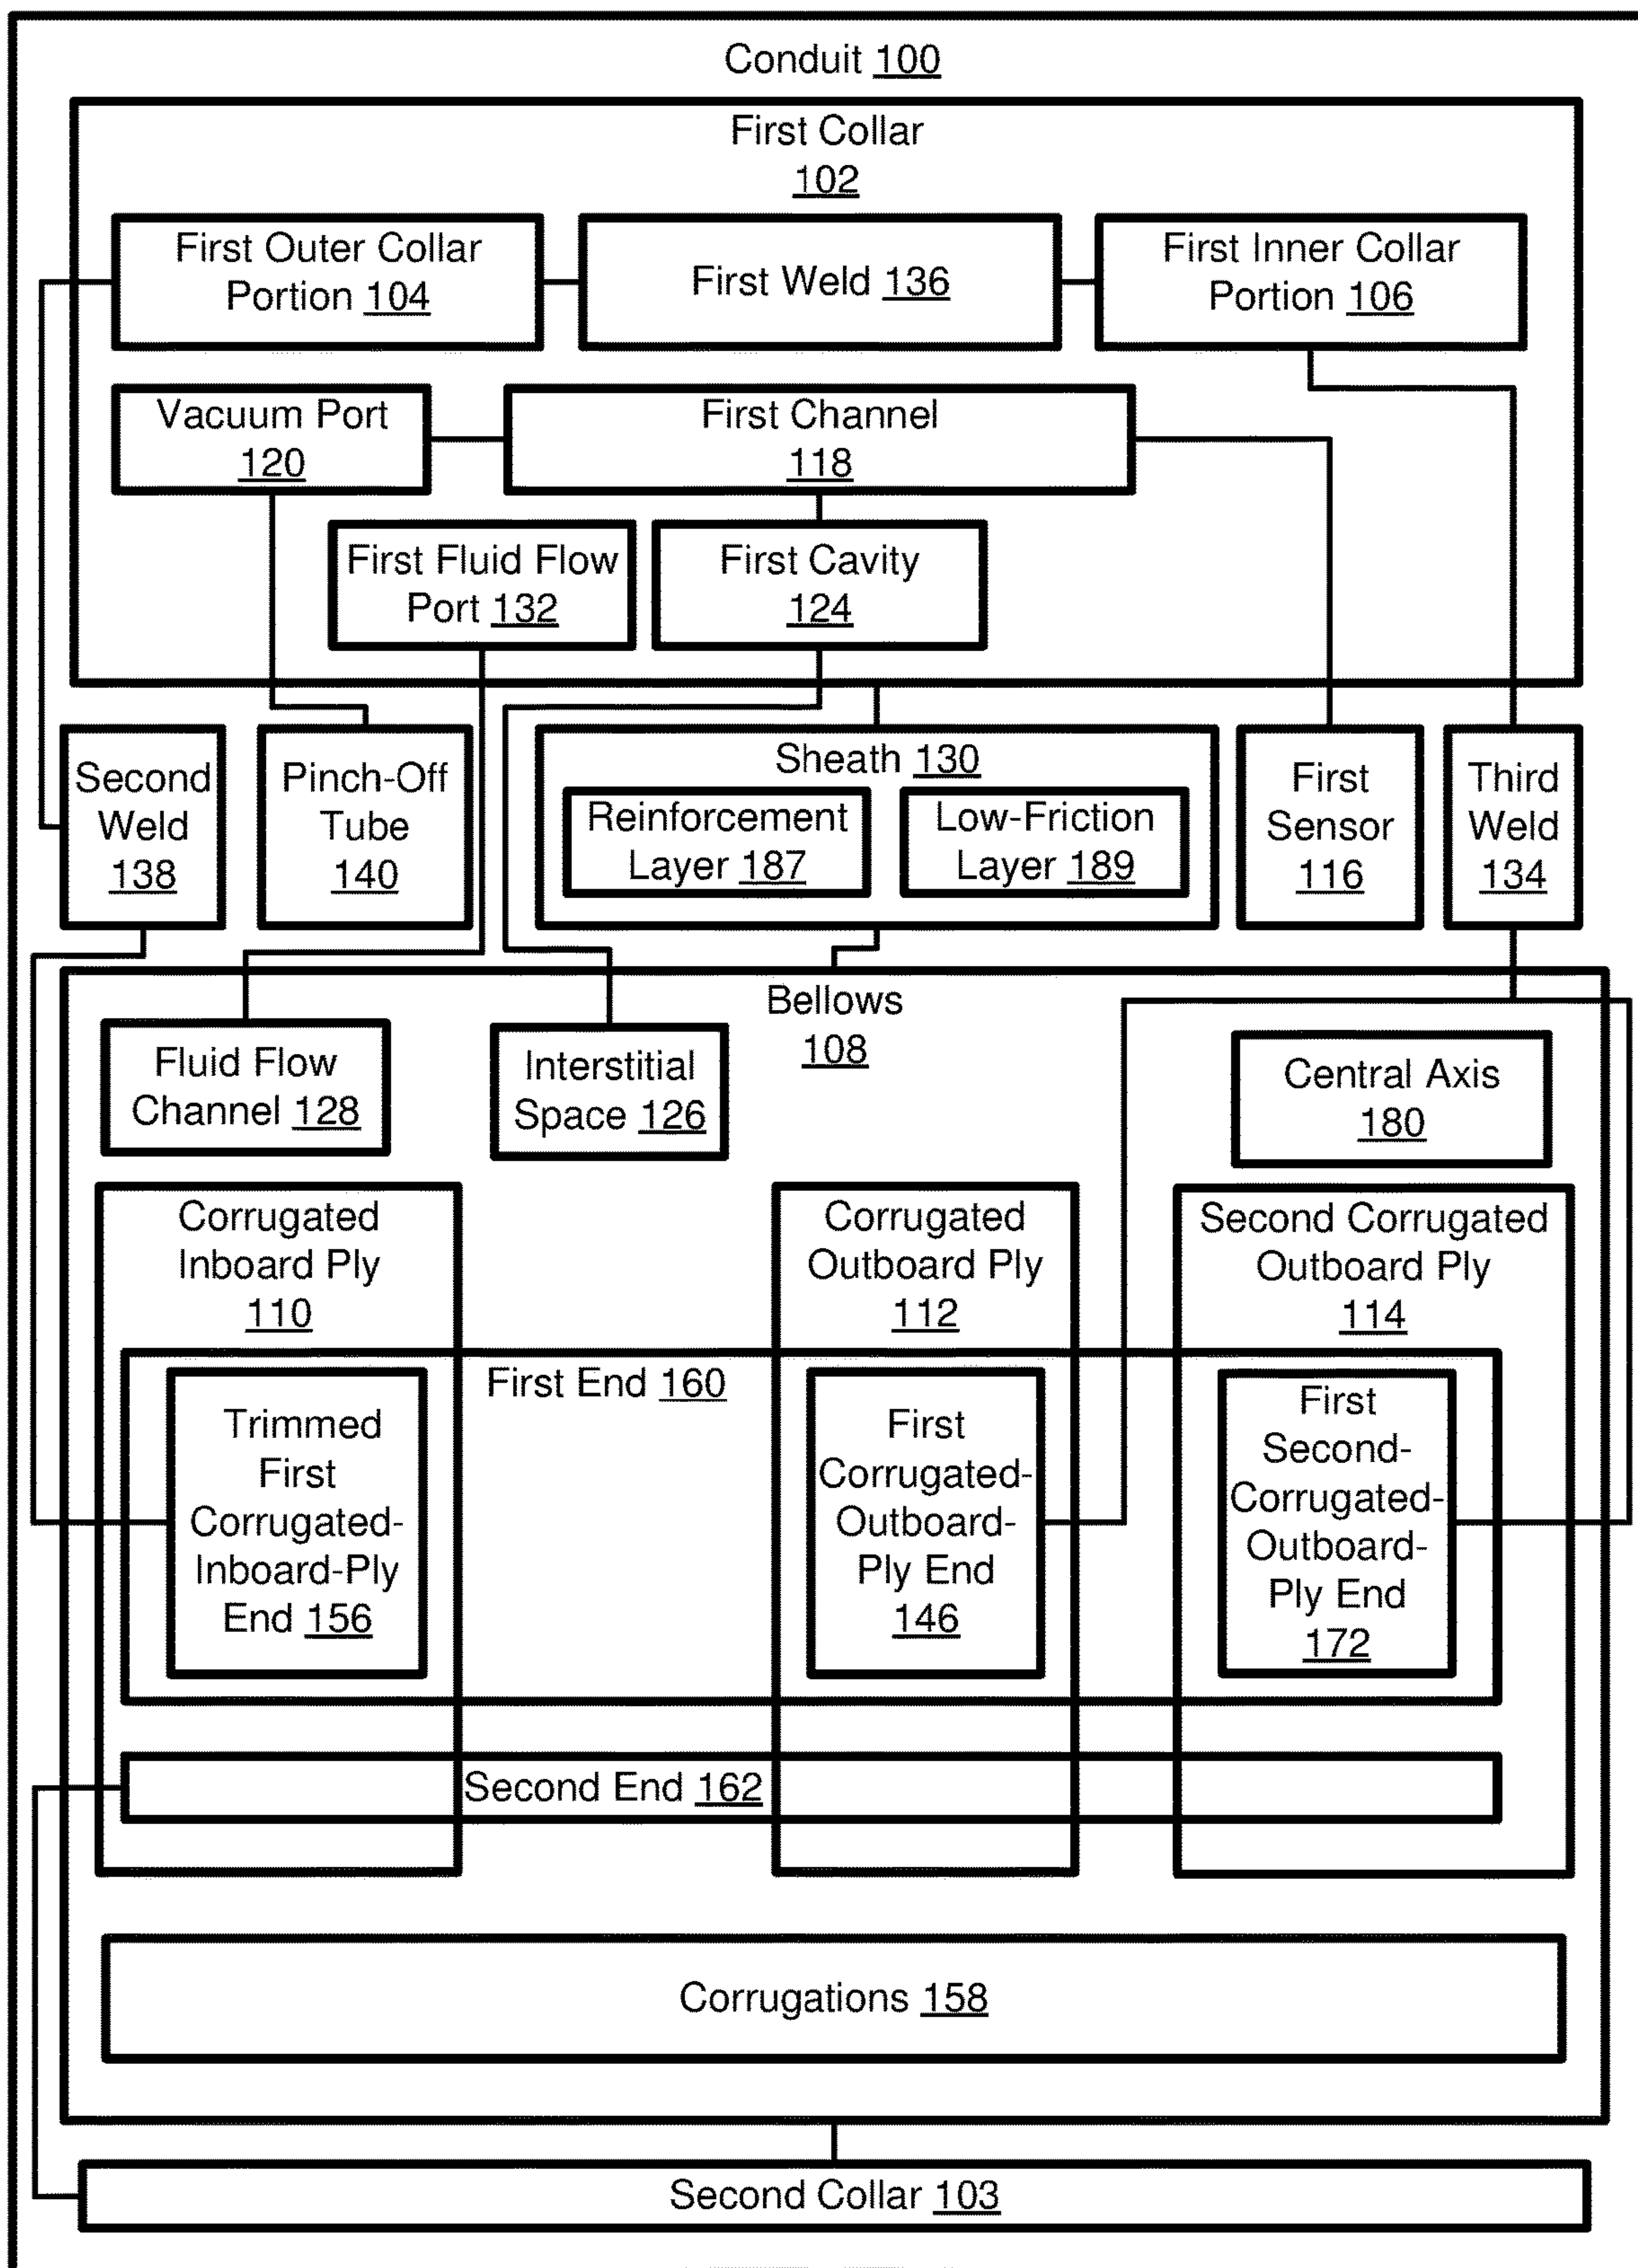 Conduit 100
First Collar
102
First Outer Collar
Portion 104
First Weld 136
First Inner Collar
Portion 106
Vacuum Port
120
First Channel
118
First Fluid Flow
Port 132
First Cavity
124
Second
Weld
138
Pinch-Off
Tube
140
Sheath 130
Reinforcement
Layer 187
Low-Friction
Layer 189
First
Sensor
116
Third
Weld
134
Bellows
108
Fluid Flow
Channel 128
Interstitial
Space 126
Central Axis
180
Corrugated
Inboard Ply
110
Corrugated
Outboard Ply
112
Second Corrugated
Outboard Ply
114
First End 160
Trimmed
First
Corrugated-
Inboard-Ply
End 156
First
Corrugated-
Outboard-
Ply End
146
First
Second-
Corrugated-
Outboard-
Ply End
172
Second End 162
Corrugations 158
Second Collar 103